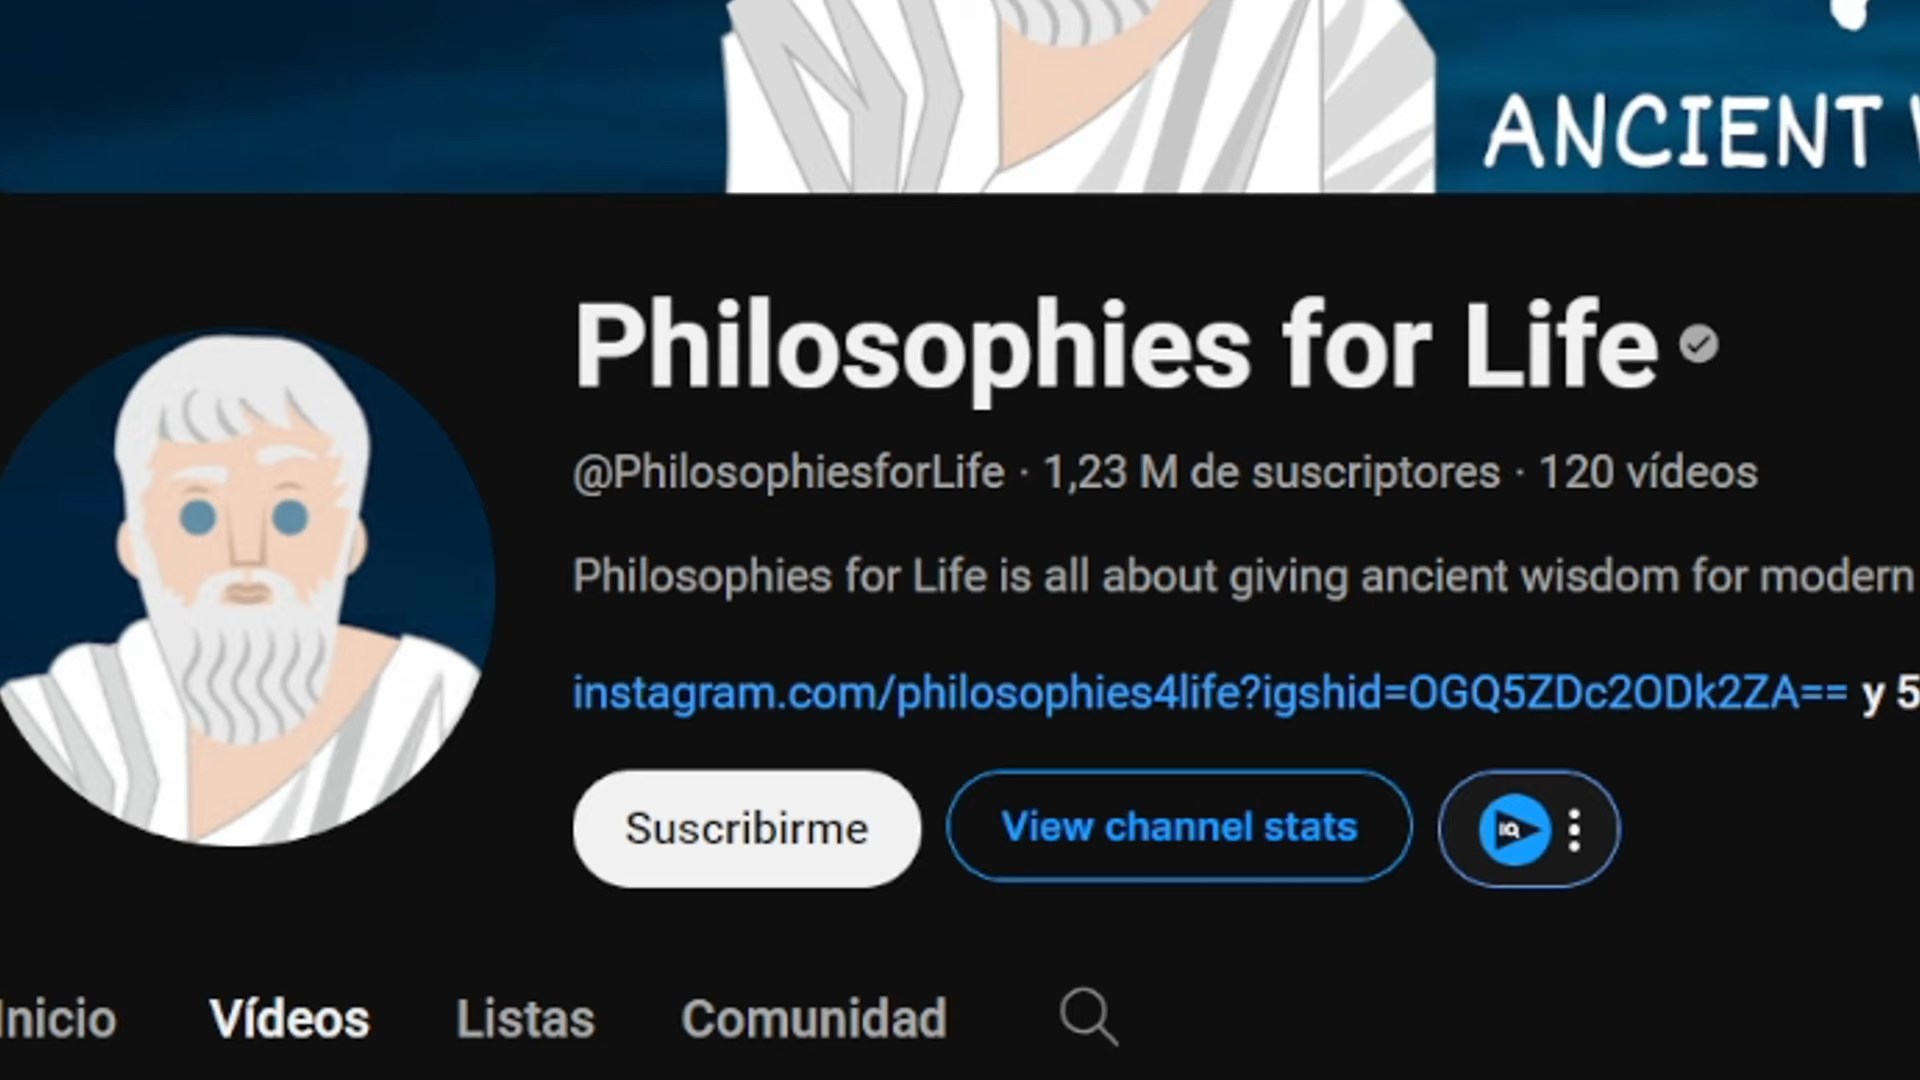 ANCIENT
Philosophies for Life
@PhilosophiesforLife · 1,23 M de suscriptores · 120 vídeos
Philosophies for Life is all about giving ancient wisdom for modern
instagram.com/philosophies4life?igshid=OGQ5ZDc2ODk2ZA== y 5
Suscribirme View channel stats IQ
Inicio Vídeos Listas Comunidad